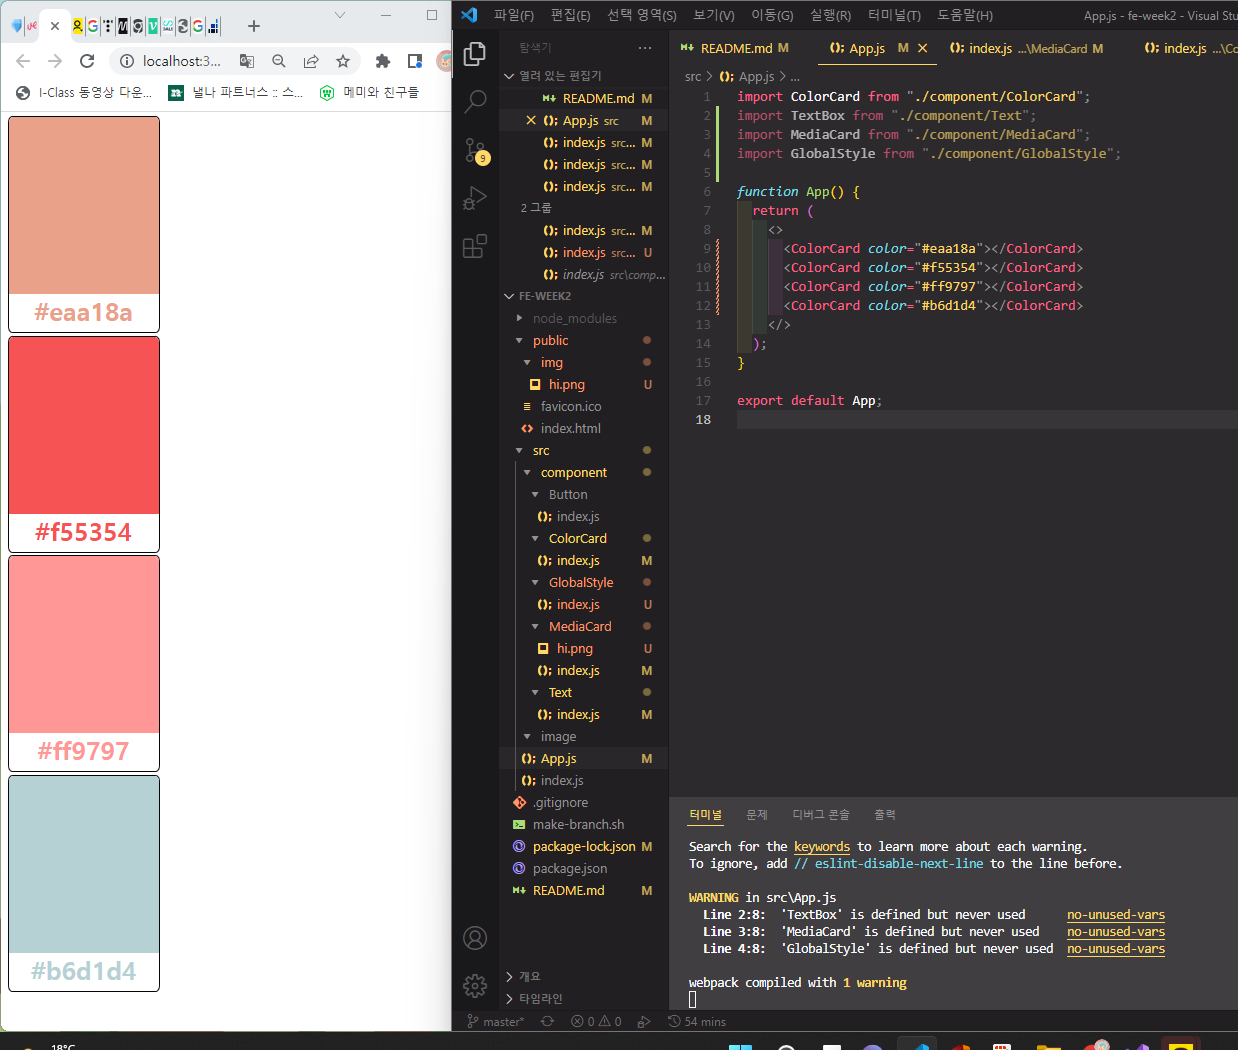 localhost:3...
I-Class 동영상 다운...
낼나 파트너스 :: 스...
메미와 친구들
#eaa18a
#f55354
#ff9797
#b6d1d4
18°C
파일(F) 편집(E) 선택 영역(S) 보기(V) 이동(G) 실행(R) 터미널(T) 도움말(H)
App.js - fe-week2 - Visual Stu
9
탐색기 ...
열려 있는 편집기
README.md M
App.js src M
index.js src... M
index.js src... M
index.js src... M
2 그룹
index.js src... M
index.js src... U
index.js src\comp...
FE-WEEK2
node_modules
public
img
hi.png U
favicon.ico
index.html
src
component
Button
index.js
ColorCard
index.js M
GlobalStyle
index.js U
MediaCard
hi.png U
index.js M
Text
index.js M
image
App.js M
index.js
.gitignore
make-branch.sh
package-lock.json M
package.json
README.md M
개요
타임라인
README.md M
App.js M
index.js ...\MediaCard M
index.js ...\Co
src > App.js > ...
1 import ColorCard from "./component/ColorCard";
2 import TextBox from "./component/Text";
3 import MediaCard from "./component/MediaCard";
4 import GlobalStyle from "./component/GlobalStyle";
5
6 function App() {
7 return (
8 <>
9 <ColorCard color="#eaa18a"></ColorCard>
10 <ColorCard color="#f55354"></ColorCard>
11 <ColorCard color="#ff9797"></ColorCard>
12 <ColorCard color="#b6d1d4"></ColorCard>
13 </>
14 );
15 }
16
17 export default App;
18
터미널 문제 디버그 콘솔 출력
Search for the keywords to learn more about each warning.
To ignore, add // eslint-disable-next-line to the line before.
WARNING in src\App.js
Line 2:8: 'TextBox' is defined but never used no-unused-vars
Line 3:8: 'MediaCard' is defined but never used no-unused-vars
Line 4:8: 'GlobalStyle' is defined but never used no-unused-vars
webpack compiled with 1 warning
master* 0 0 54 mins